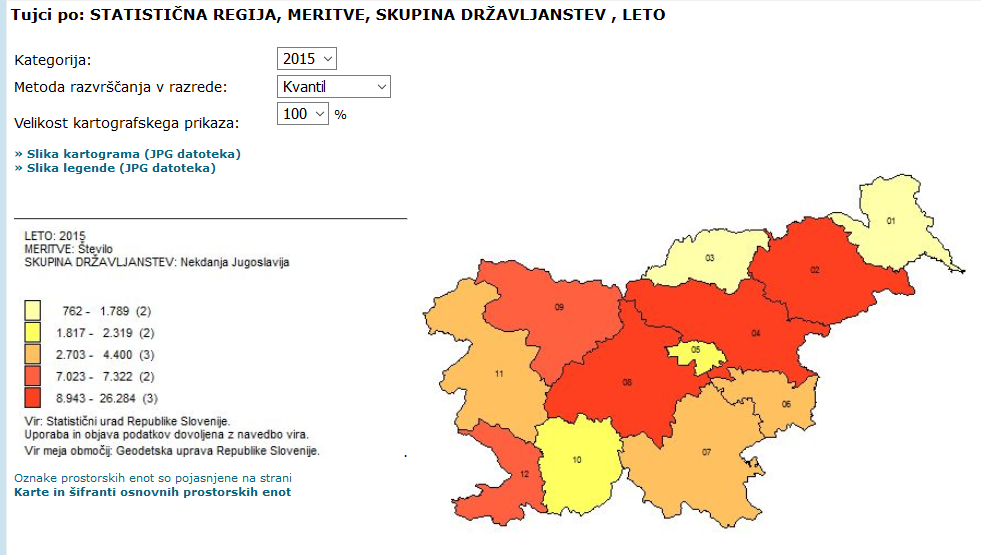 Tujci po: STATISTIČNA REGIJA, MERITVE, SKUPINA DRŽAVLJANSTEV , LETO
Kategorija: 2015
Metoda razvrščanja v razrede: Kvantil
Velikost kartografskega prikaza: 100 %
» Slika kartograma (JPG datoteka)
» Slika legende (JPG datoteka)
LETO: 2015
MERITVE: Število
SKUPINA DRŽAVLJANSTEV: Nekdanja Jugoslavija
762 - 1.789 (2)
1.817 - 2.319 (2)
2.703 - 4.400 (3)
7.023 - 7.322 (2)
8.943 - 26.284 (3)
Vir: Statistični urad Republike Slovenije.
Uporaba in objava podatkov dovoljena z navedbo vira.
Vir meja območij: Geodetska uprava Republike Slovenije.
Oznake prostorskih enot so pojasnjene na strani
Karte in šifranti osnovnih prostorskih enot
01
03
02
09
04
05
11
08
06
07
10
12